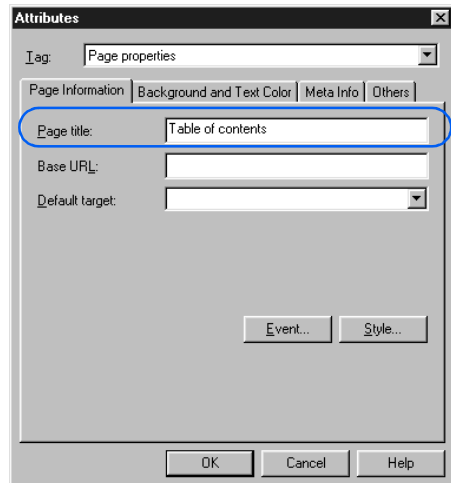 Attributes
Tag: Page properties
Page Information Background and Text Color Meta Info Others
Page title: Table of contents
Base URL:
Default target:
Event... Style...
OK Cancel Help